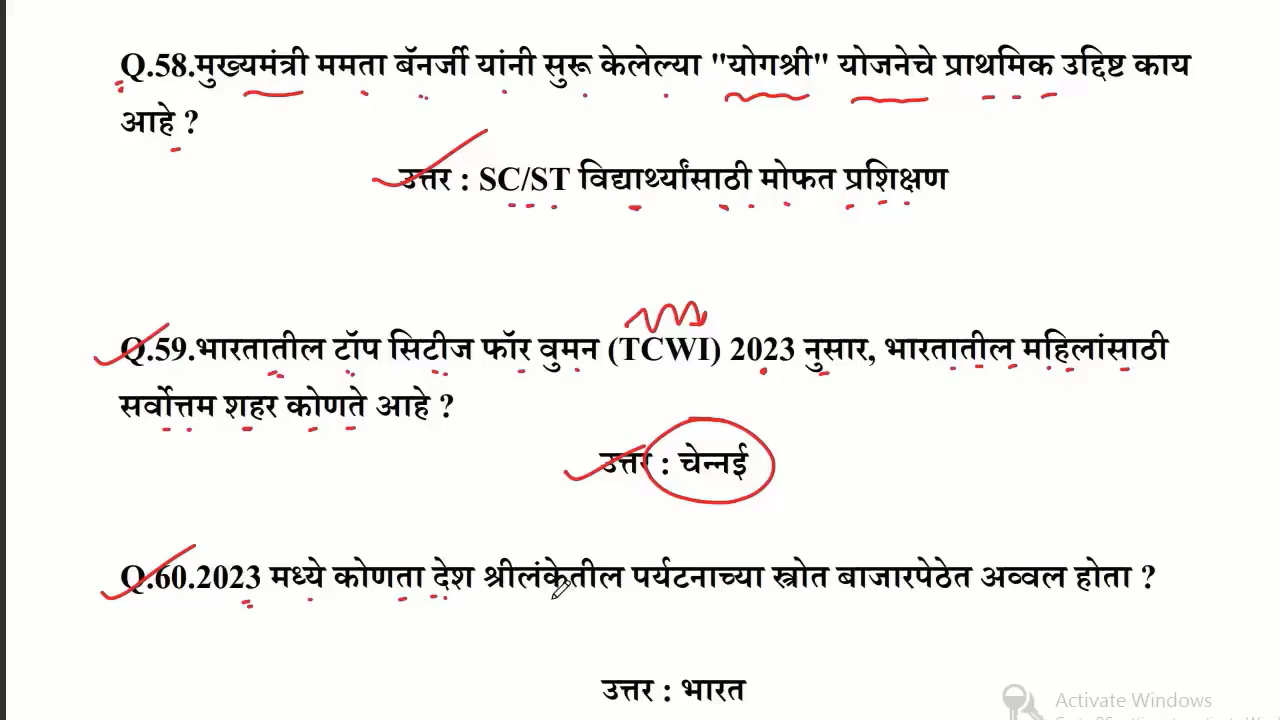 Q.58.मुख्यमंत्री ममता बॅनर्जी यांनी सुरू केलेल्या "योगश्री" योजनेचे प्राथमिक उद्दिष्ट काय
आहे ?
उत्तर : SC/ST विद्यार्थ्यांसाठी मोफत प्रशिक्षण
Q.59.भारतातील टॉप सिटीज फॉर वुमन (TCWI) 2023 नुसार, भारतातील महिलांसाठी
सर्वोत्तम शहर कोणते आहे ?
उत्तर : चेन्नई
Q.60.2023 मध्ये कोणता देश श्रीलंकेतील पर्यटनाच्या स्त्रोत बाजारपेठेत अव्वल होता ?
उत्तर : भारत
Activate Windows